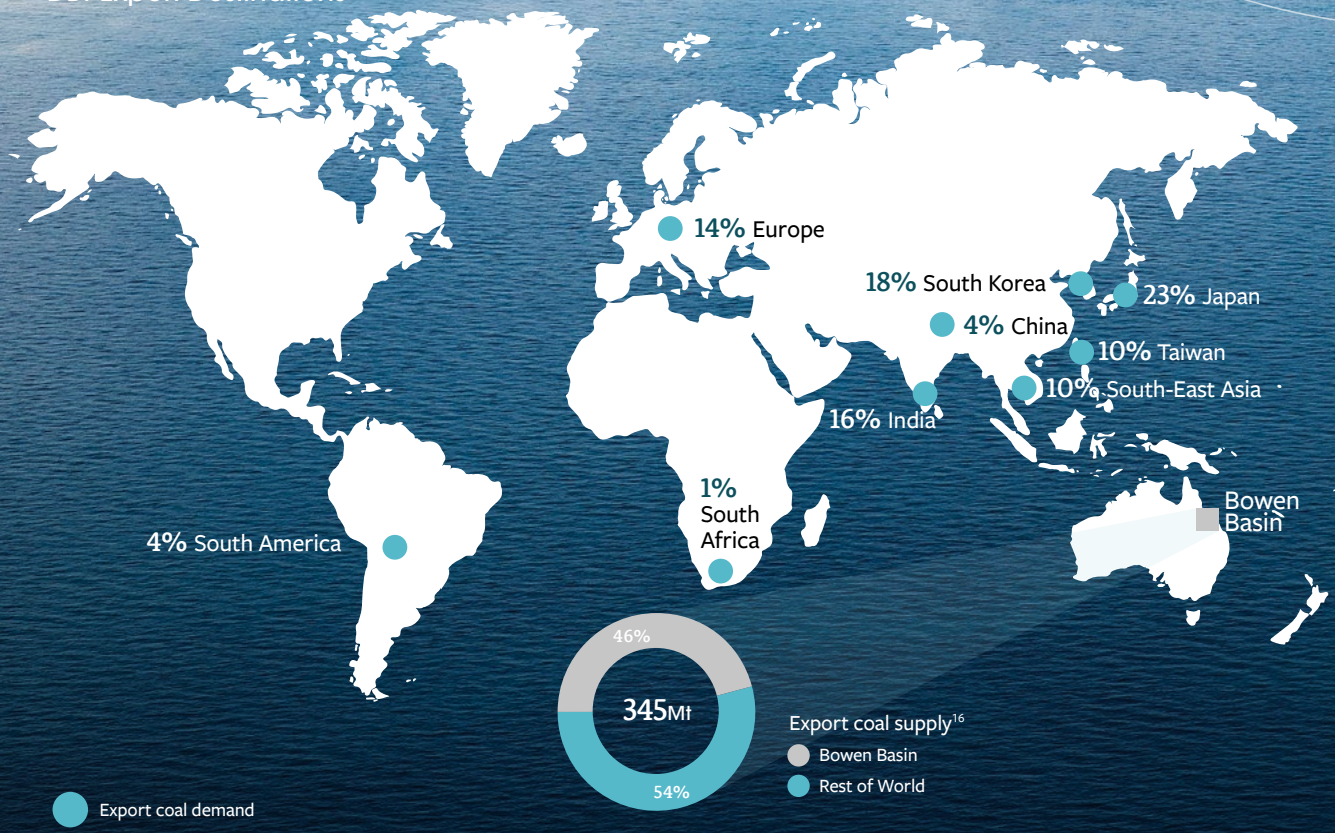 14% Europe
18% South Korea
23% Japan
4% China
10% Taiwan
10% South-East Asia
16% India
1%
South
Africa
4% South America
Bowen
Basin
46%
345Mt
54%
Export coal supply16
Bowen Basin
Rest of World
Export coal demand